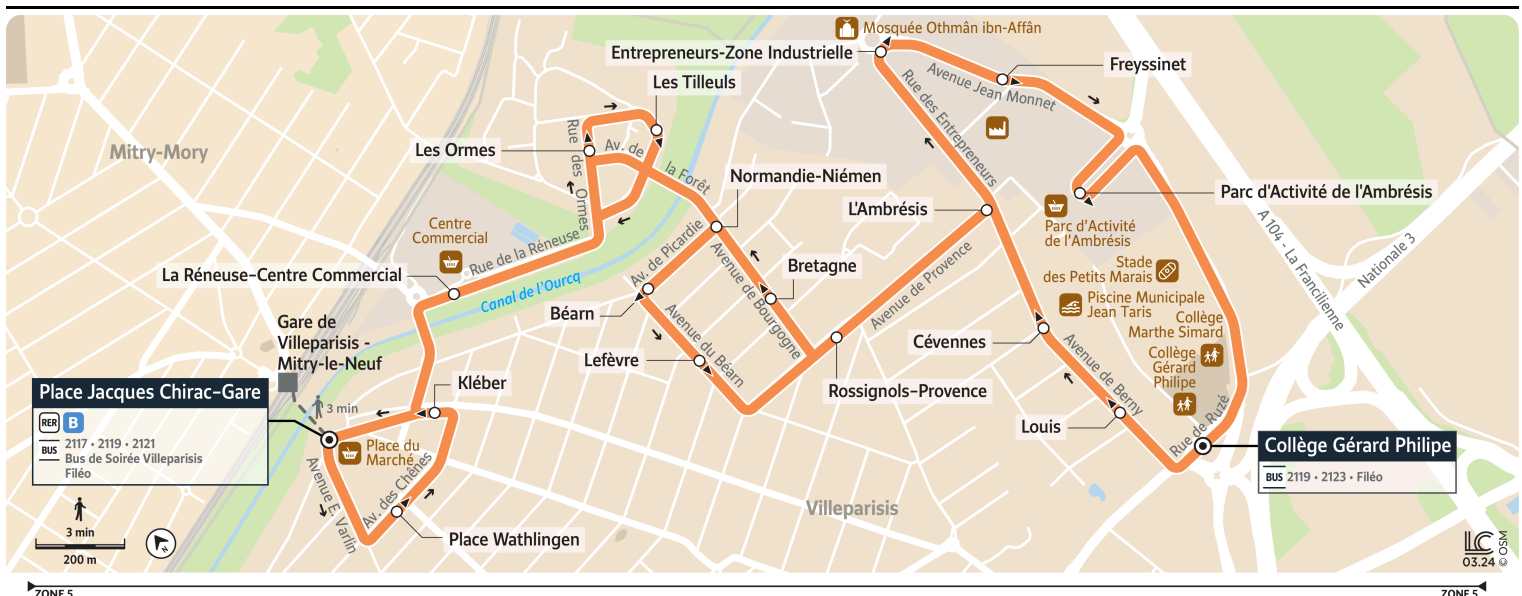 Mosquée Othmân ibn-Affân
Entrepreneurs-Zone Industrielle
Freyssinet
Les Tilleuls
Avenue Jean Monnet
Rue des Entrepreneurs
Mitry-Mory
Les Ormes
Rue des Ormes
Av. de la Forêt
Normandie-Niémen
L'Ambrésis
Parc d'Activité de l'Ambrésis
Parc d'Activité
de l'Ambrésis
A 104 - La Francilienne
Nationale 3
Centre
Commercial
Rue de la Réneuse
La Réneuse-Centre Commercial
Canal de l'Ourcq
Av. de Picardie
Avenue de Bourgogne
Bretagne
Avenue de Provence
Stade
des Petits Marais
Piscine Municipale
Jean Taris
Collège
Marthe Simard
Collège
Gérard
Philipe
Béarn
Avenue du Béarn
Lefèvre
Cévennes
Avenue de Berny
Rossignols-Provence
Louis
Rue de Ruzé
Gare de
Villeparisis -
Mitry-le-Neuf
Kléber
3 min
Place Jacques Chirac-Gare
RER B
BUS
2117 • 2119 • 2121
Bus de Soirée Villeparisis
Filéo
Place du
Marché
Avenue E. Varlin
Av. des Chênes
Place Wathlingen
Villeparisis
Collège Gérard Philipe
BUS 2119 • 2123 • Filéo
3 min
200 m
N
LC
03.24
© OSM
ZONE 5
ZONE 5